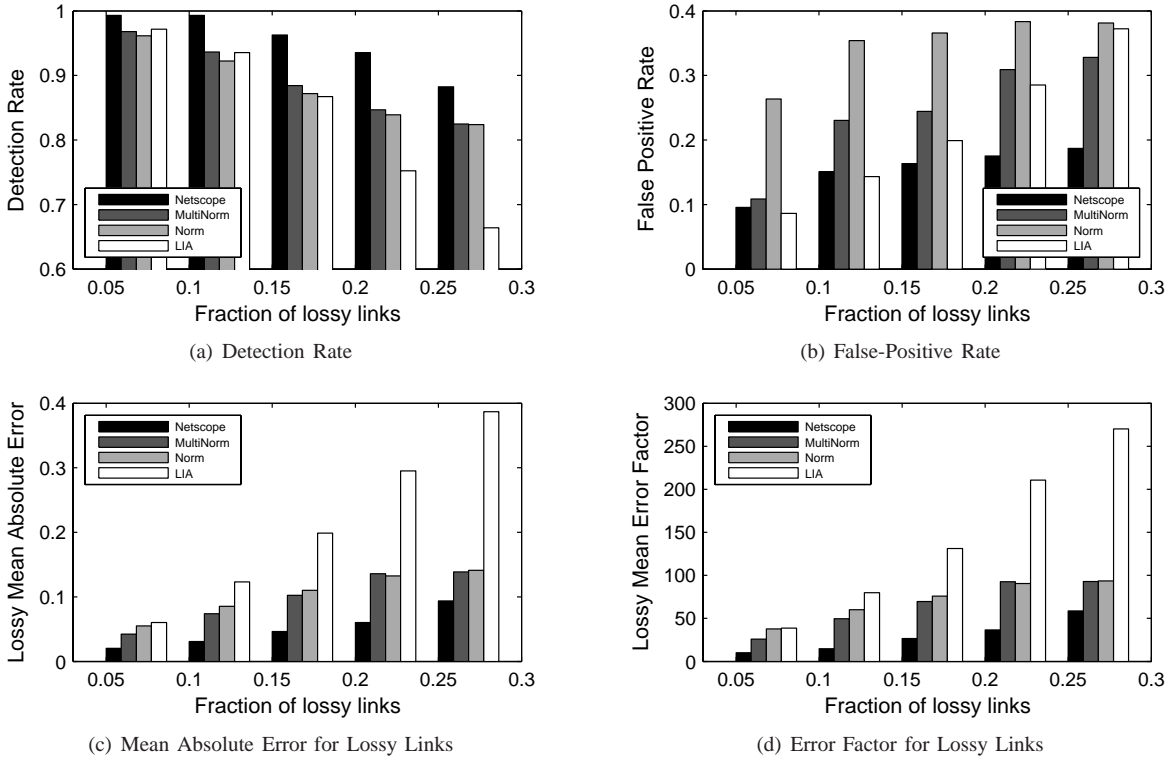 1
0.9
0.8
0.7
0.6
Detection Rate
Netscope
MultiNorm
Norm
LIA
0.05 0.1 0.15 0.2 0.25 0.3
Fraction of lossy links
(a) Detection Rate
0.4
0.3
0.2
0.1
0
False Positive Rate
Netscope
MultiNorm
Norm
LIA
0.05 0.1 0.15 0.2 0.25 0.3
Fraction of lossy links
(b) False-Positive Rate
0.4
0.3
0.2
0.1
0
Lossy Mean Absolute Error
Netscope
MultiNorm
Norm
LIA
0.05 0.1 0.15 0.2 0.25 0.3
Fraction of lossy links
(c) Mean Absolute Error for Lossy Links
300
250
200
150
100
50
0
Lossy Mean Error Factor
Netscope
MultiNorm
Norm
LIA
0.05 0.1 0.15 0.2 0.25 0.3
Fraction of lossy links
(d) Error Factor for Lossy Links